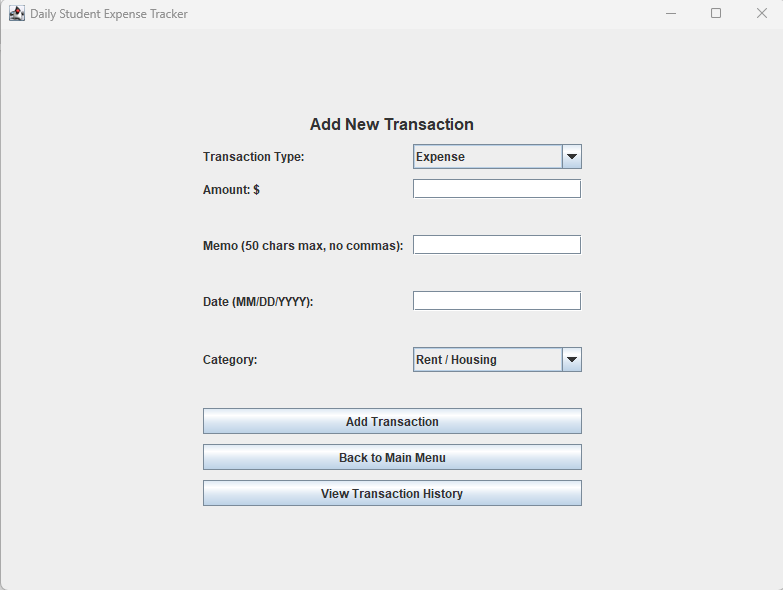 Daily Student Expense Tracker
Add New Transaction
Transaction Type: Expense
Amount: $
Memo (50 chars max, no commas):
Date (MM/DD/YYYY):
Category: Rent / Housing
Add Transaction
Back to Main Menu
View Transaction History